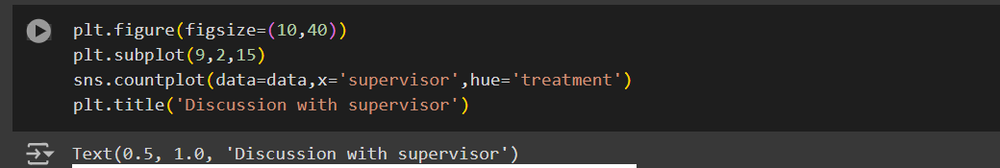 plt.figure(figsize=(10,40))
plt.subplot(9,2,15)
sns.countplot(data=data,x='supervisor',hue='treatment')
plt.title('Discussion with supervisor')
Text(0.5, 1.0, 'Discussion with supervisor')